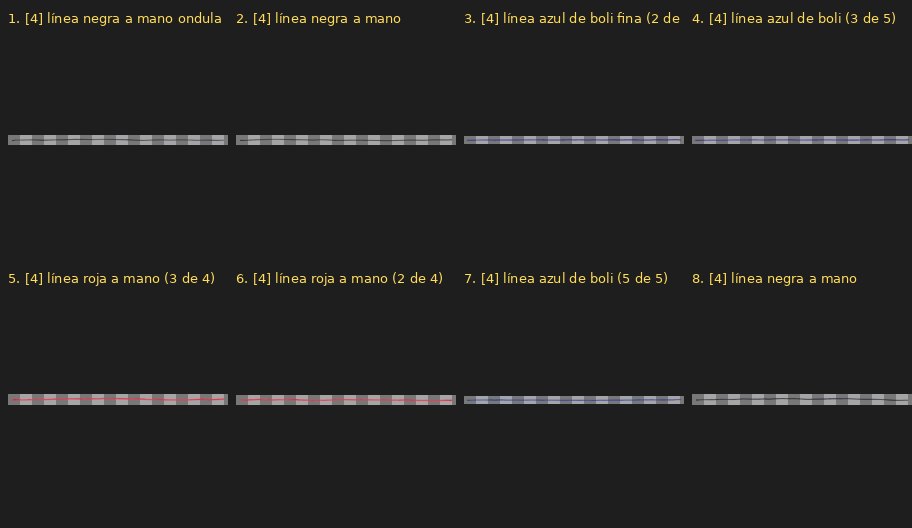 1. [4] línea negra a mano ondula
2. [4] línea negra a mano
3. [4] línea azul de boli fina (2 de
4. [4] línea azul de boli (3 de 5)
5. [4] línea roja a mano (3 de 4)
6. [4] línea roja a mano (2 de 4)
7. [4] línea azul de boli (5 de 5)
8. [4] línea negra a mano